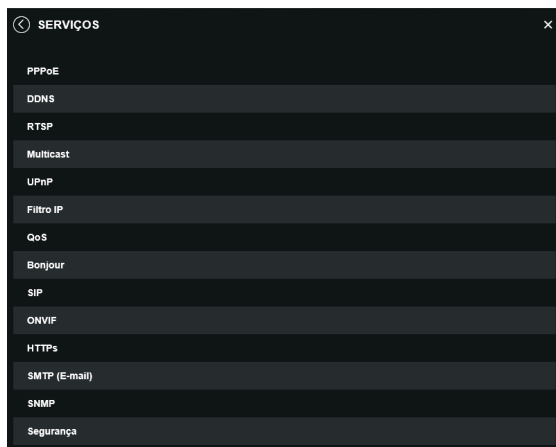 SERVIÇOS
PPPoE
DDNS
RTSP
Multicast
UPnP
Filtro IP
QoS
Bonjour
SIP
ONVIF
HTTPs
SMTP (E-mail)
SNMP
Segurança